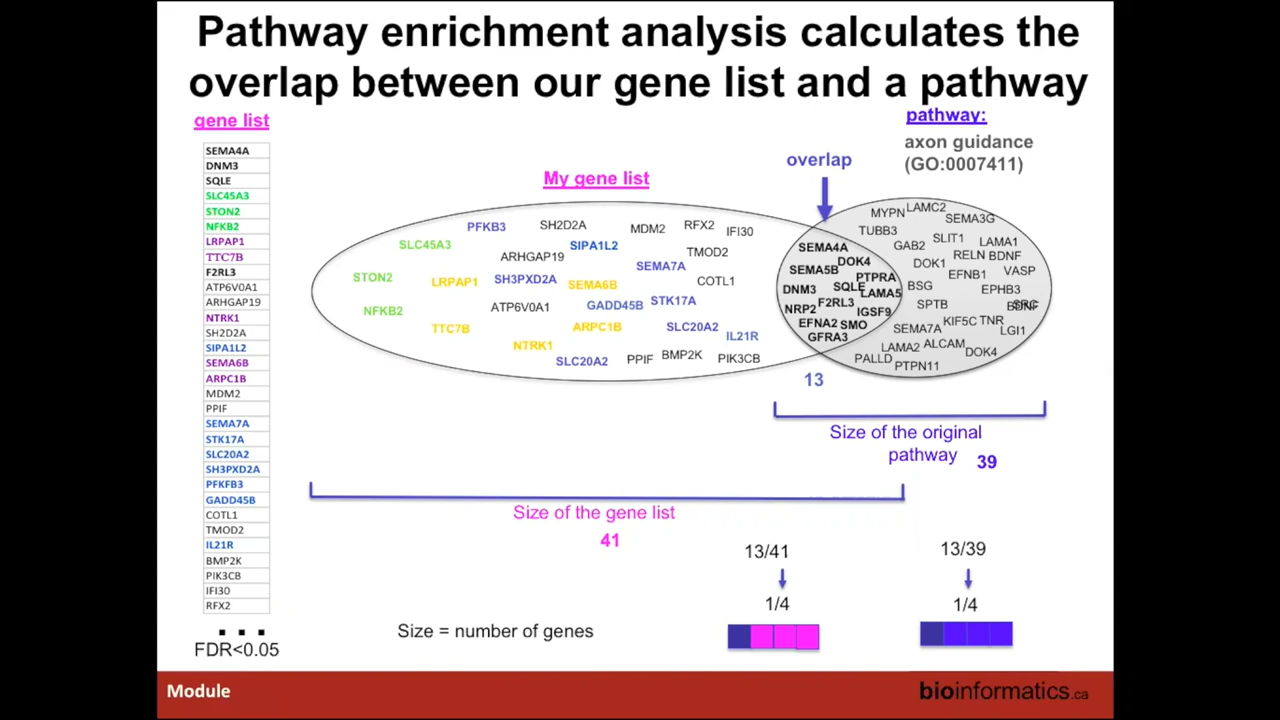 Pathway enrichment analysis calculates the
overlap between our gene list and a pathway
gene list
SEMA4A
DNM3
SQLE
SLC45A3
STON2
NFKB2
LRPAP1
TTC7B
F2RL3
ATP6V0A1
ARHGAP19
NTRK1
SH2D2A
SIPA1L2
SEMA6B
ARPC1B
MDM2
PPIF
SEMA7A
STK17A
SLC20A2
SH3PXD2A
PFKFB3
GADD45B
COTL1
TMOD2
IL21R
BMP2K
PIK3CB
IFI30
RFX2
...
FDR<0.05
My gene list
PFKB3 SH2D2A MDM2 RFX2 IFI30
SLC45A3 SIPA1L2
ARHGAP19 TMOD2
SEMA7A
STON2 LRPAP1 SH3PXD2A SEMA6B COTL1
NFKB2 ATP6V0A1 GADD45B STK17A
TTC7B ARPC1B SLC20A2
IL21R
NTRK1
SLC20A2 PPIF BMP2K PIK3CB
overlap
SEMA4A
DOK4
SEMA5B
PTPRA
DNM3 SQLE
LAMA5
F2RL3
NRP2 IGSF9
EFNA2 SMO
GFRA3
13
pathway:
axon guidance
(GO:0007411)
MYPN LAMC2
SEMA3G
TUBB3
SLIT1 LAMA1
GAB2
RELN BDNF
DOK1
EFNB1 VASP
BSG EPHB3
SPTB SRC
BDNF
KIF5C TNR
SEMA7A LGI1
LAMA2 ALCAM
DOK4
PALLD
PTPN11
Size of the original
pathway 39
Size of the gene list
41
13/41
1/4
13/39
1/4
Size = number of genes
Module
bioinformatics.ca